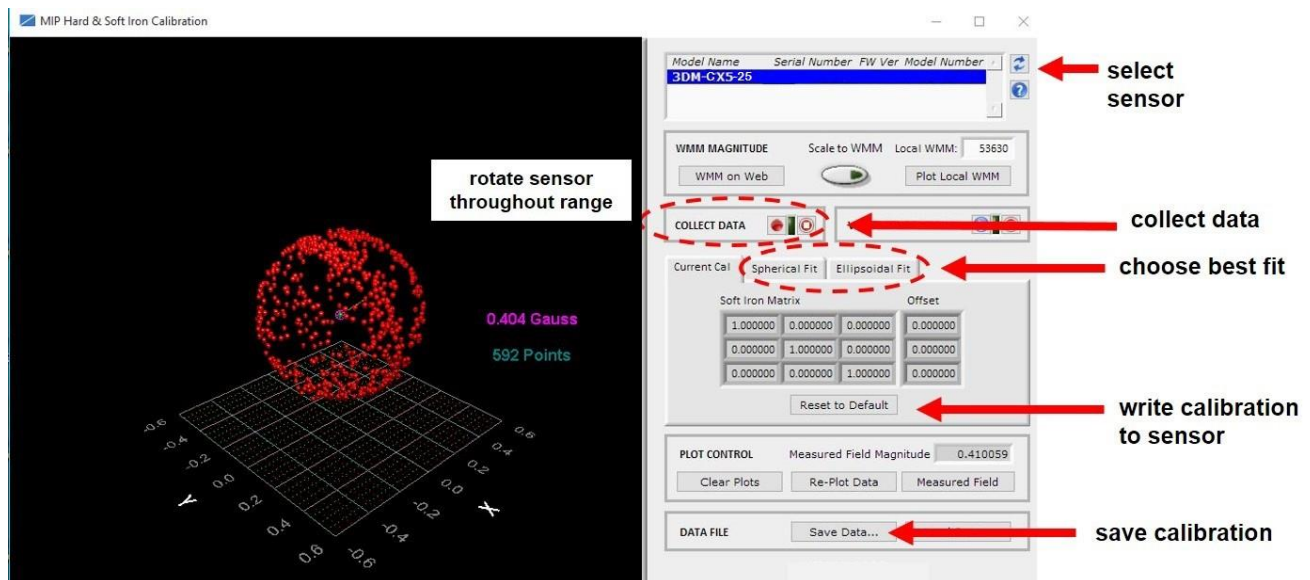 MIP Hard & Soft Iron Calibration
rotate sensor
throughout range
0.404 Gauss
592 Points
-0.6
-0.4
-0.2
0.0
0.2
0.4
0.6
Y
0.6
0.4
0.2
0.0
-0.2
-0.4
-0.6
X
Model Name Serial Number FW Ver Model Number
3DM-GX5-25
select
sensor
WMM MAGNITUDE Scale to WMM Local WMM: 53630
WMM on Web Plot Local WMM
COLLECT DATA
collect data
Current Cal Spherical Fit Ellipsoidal Fit
choose best fit
Soft Iron Matrix Offset
1.000000 0.000000 0.000000 0.000000
0.000000 1.000000 0.000000 0.000000
0.000000 0.000000 1.000000 0.000000
Reset to Default
write calibration
to sensor
PLOT CONTROL Measured Field Magnitude 0.410059
Clear Plots Re-Plot Data Measured Field
DATA FILE Save Data...
save calibration